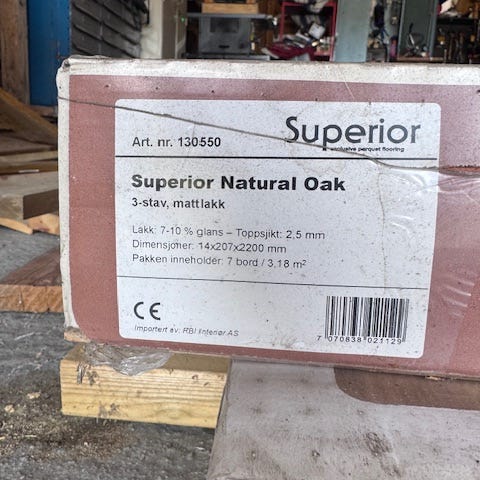 Superior
exclusive parquet flooring
Art. nr. 130550
Superior Natural Oak
3-stav, mattlakk
Lakk: 7-10 % glans – Toppsjikt: 2,5 mm
Dimensjoner: 14x207x2200 mm
Pakken inneholder: 7 bord / 3,18 m²
CE
Importert av: RBI Interiør AS
7 070838 021129